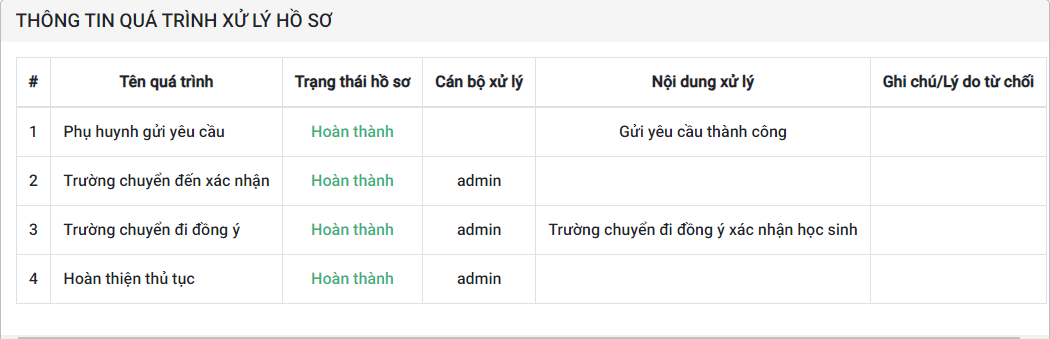 THÔNG TIN QUÁ TRÌNH XỬ LÝ HỒ SƠ
# Tên quá trình Trạng thái hồ sơ Cán bộ xử lý Nội dung xử lý Ghi chú/Lý do từ chối
1 Phụ huynh gửi yêu cầu Hoàn thành Gửi yêu cầu thành công
2 Trường chuyển đến xác nhận Hoàn thành admin
3 Trường chuyển đi đồng ý Hoàn thành admin Trường chuyển đi đồng ý xác nhận học sinh
4 Hoàn thiện thủ tục Hoàn thành admin